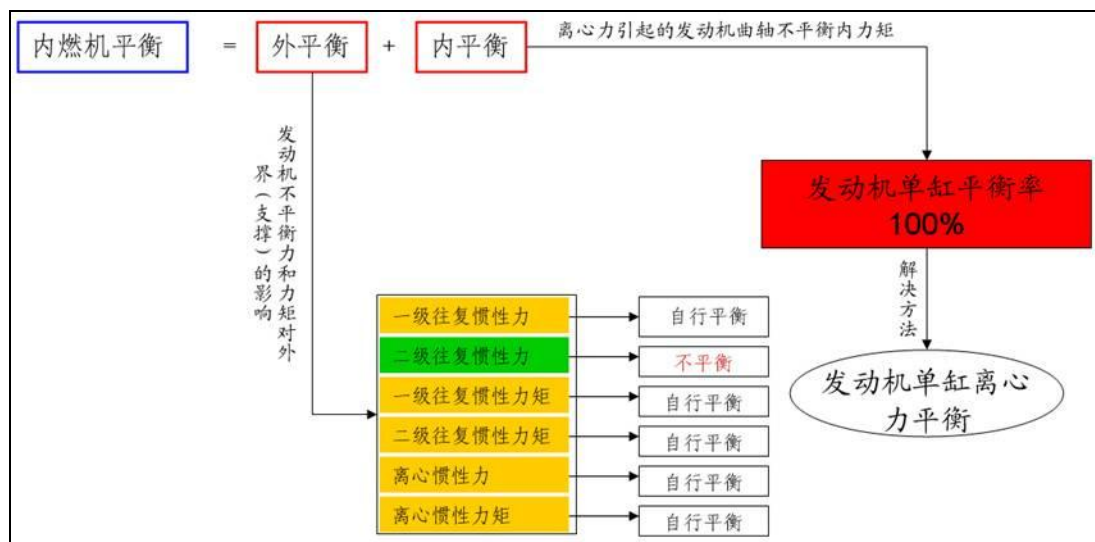 内燃机平衡 = 外平衡 + 内平衡
离心力引起的发动机曲轴不平衡内力矩
发动机不平衡力和力矩对外
界（支撑）的影响
发动机单缸平衡率
100%
解决方法
发动机单缸离心
力平衡
一级往复惯性力 自行平衡
二级往复惯性力 不平衡
一级往复惯性力矩 自行平衡
二级往复惯性力矩 自行平衡
离心惯性力 自行平衡
离心惯性力矩 自行平衡